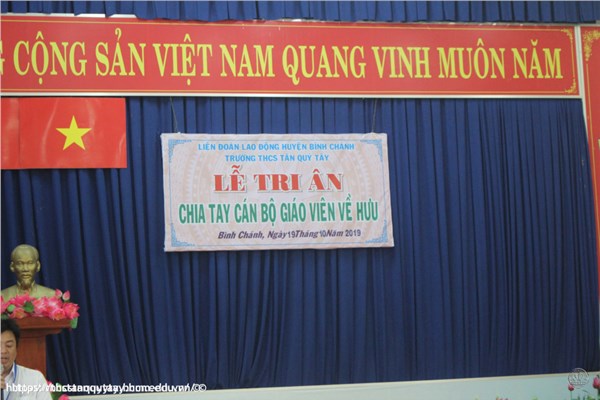 G CỘNG SẢN VIỆT NAM QUANG VINH MUÔN NĂM
LIÊN ĐOÀN LAO ĐỘNG HUYỆN BÌNH CHÁNH
TRƯỜNG THCS TÂN QUÝ TÂY
LỄ TRI ÂN
CHIA TAY CÁN BỘ GIÁO VIÊN VỀ HƯU
Bình Chánh, Ngày 19 Tháng 10 Năm 2019